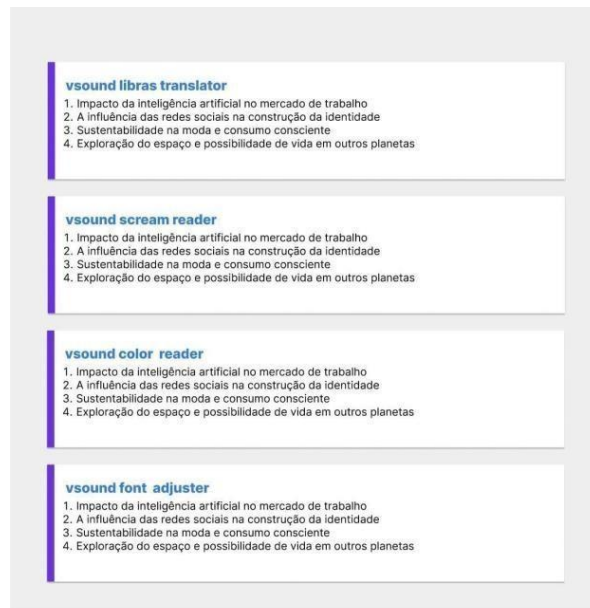 vsound libras translator
1. Impacto da inteligência artificial no mercado de trabalho
2. A influência das redes sociais na construção da identidade
3. Sustentabilidade na moda e consumo consciente
4. Exploração do espaço e possibilidade de vida em outros planetas
vsound scream reader
1. Impacto da inteligência artificial no mercado de trabalho
2. A influência das redes sociais na construção da identidade
3. Sustentabilidade na moda e consumo consciente
4. Exploração do espaço e possibilidade de vida em outros planetas
vsound color reader
1. Impacto da inteligência artificial no mercado de trabalho
2. A influência das redes sociais na construção da identidade
3. Sustentabilidade na moda e consumo consciente
4. Exploração do espaço e possibilidade de vida em outros planetas
vsound font adjuster
1. Impacto da inteligência artificial no mercado de trabalho
2. A influência das redes sociais na construção da identidade
3. Sustentabilidade na moda e consumo consciente
4. Exploração do espaço e possibilidade de vida em outros planetas